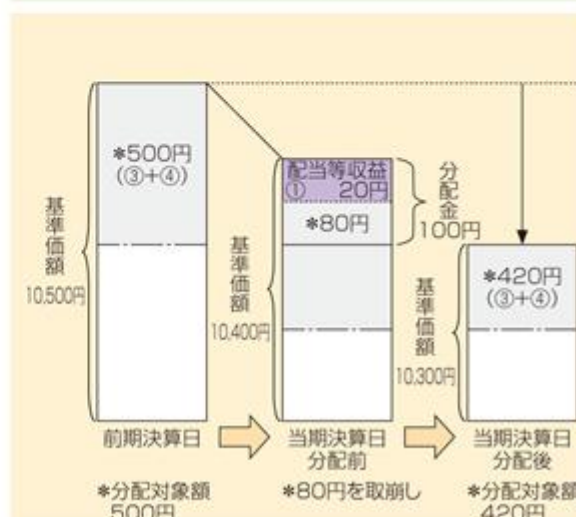 *500円
(③+④)
基準価額
10,500円
前期決算日
*分配対象額
500円
配当等収益
① 20円
*80円
分配金
100円
基準価額
10,400円
当期決算日
分配前
*80円を取崩し
*420円
(③+④)
基準価額
10,300円
当期決算日
分配後
*分配対象額
420円